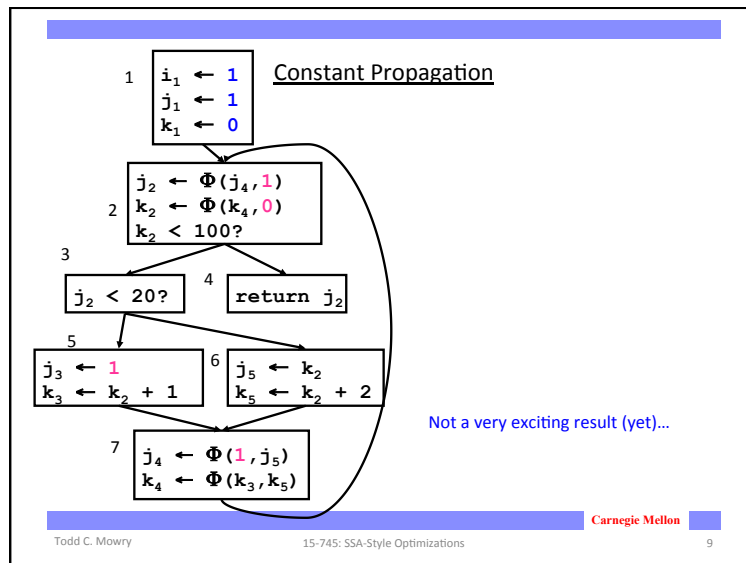 Constant Propagation
1
i₁ ← 1
j₁ ← 1
k₁ ← 0
2
j₂ ← Φ(j₄,1)
k₂ ← Φ(k₄,0)
k₂ < 100?
3
j₂ < 20?
4
return j₂
5
j₃ ← 1
k₃ ← k₂ + 1
6
j₅ ← k₂
k₅ ← k₂ + 2
7
j₄ ← Φ(1,j₅)
k₄ ← Φ(k₃,k₅)
Not a very exciting result (yet)…
Carnegie Mellon
Todd C. Mowry
15-745: SSA-Style Optimizations
9